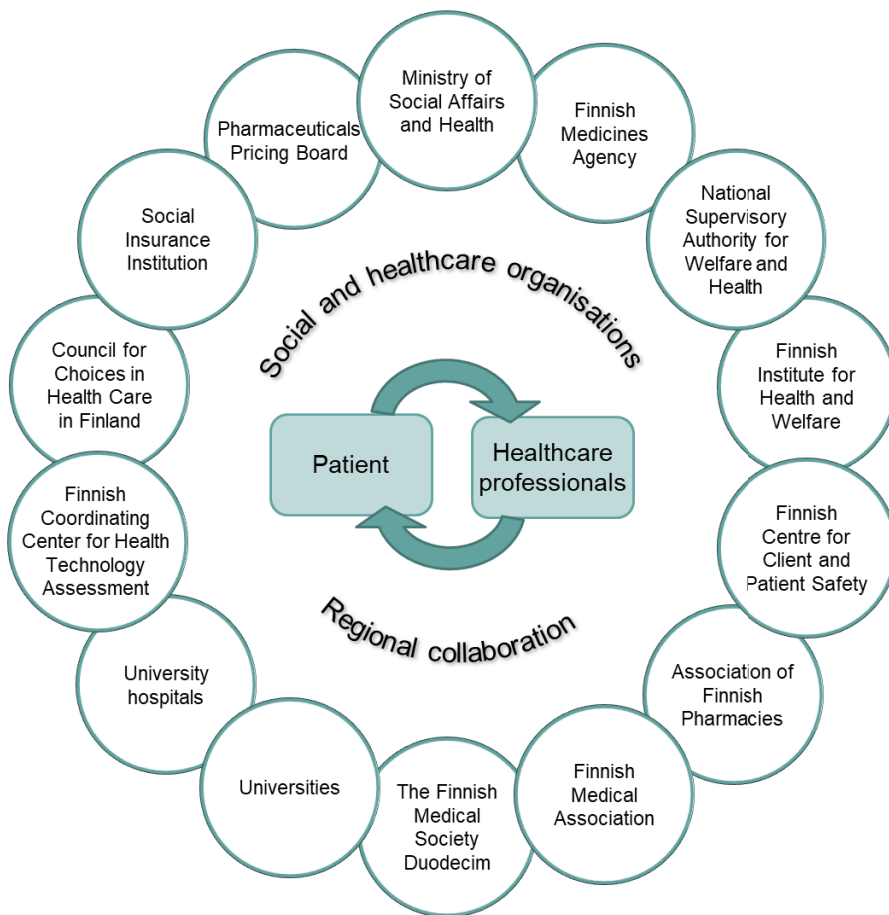 Ministry of
Social Affairs
and Health
Finnish
Medicines
Agency
National
Supervisory
Authority for
Welfare and
Health
Finnish
Institute for
Health and
Welfare
Finnish
Centre for
Client and
Patient Safety
Association of
Finnish
Pharmacies
Finnish
Medical
Association
The Finnish
Medical
Society
Duodecim
Universities
University
hospitals
Finnish
Coordinating
Center for Health
Technology
Assessment
Council for
Choices in
Health Care
in Finland
Social
Insurance
Institution
Pharmaceuticals
Pricing Board
Social and healthcare organisations
Patient
Healthcare
professionals
Regional collaboration